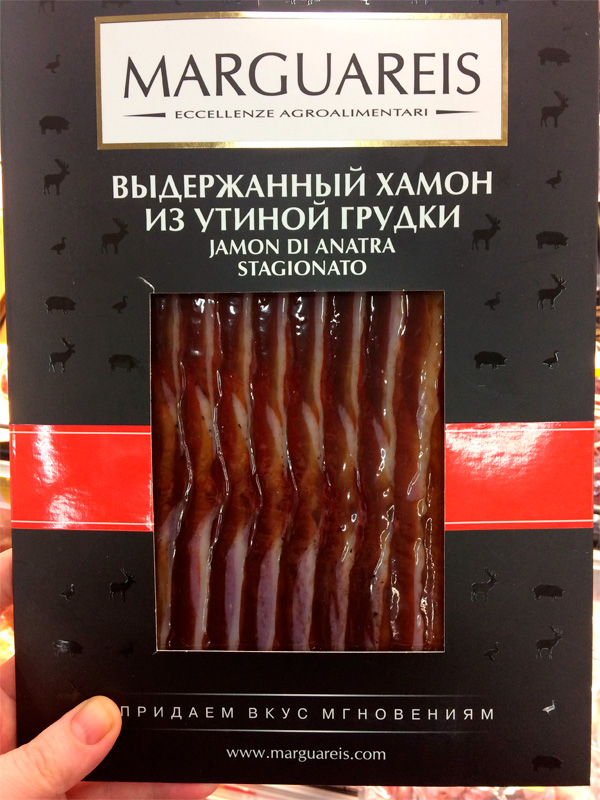 MARGUAREIS
ECCELLENZE AGROALIMENTARI
ВЫДЕРЖАННЫЙ ХАМОН
ИЗ УТИНОЙ ГРУДКИ
JAMON DI ANATRA
STAGIONATO
ПРИДАЕМ ВКУС МГНОВЕНИЯМ
www.marguareis.com